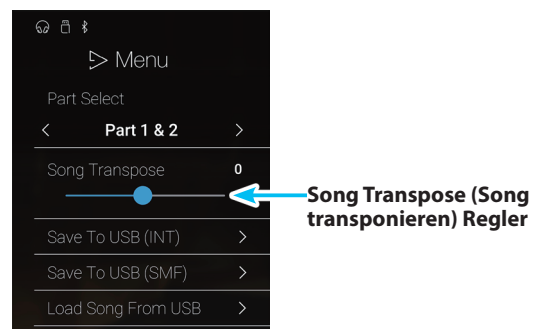 Menu
Part Select
< Part 1 & 2 >
Song Transpose 0
Song Transpose (Song
transponieren) Regler
Save To USB (INT) >
Save To USB (SMF) >
Load Song From USB >